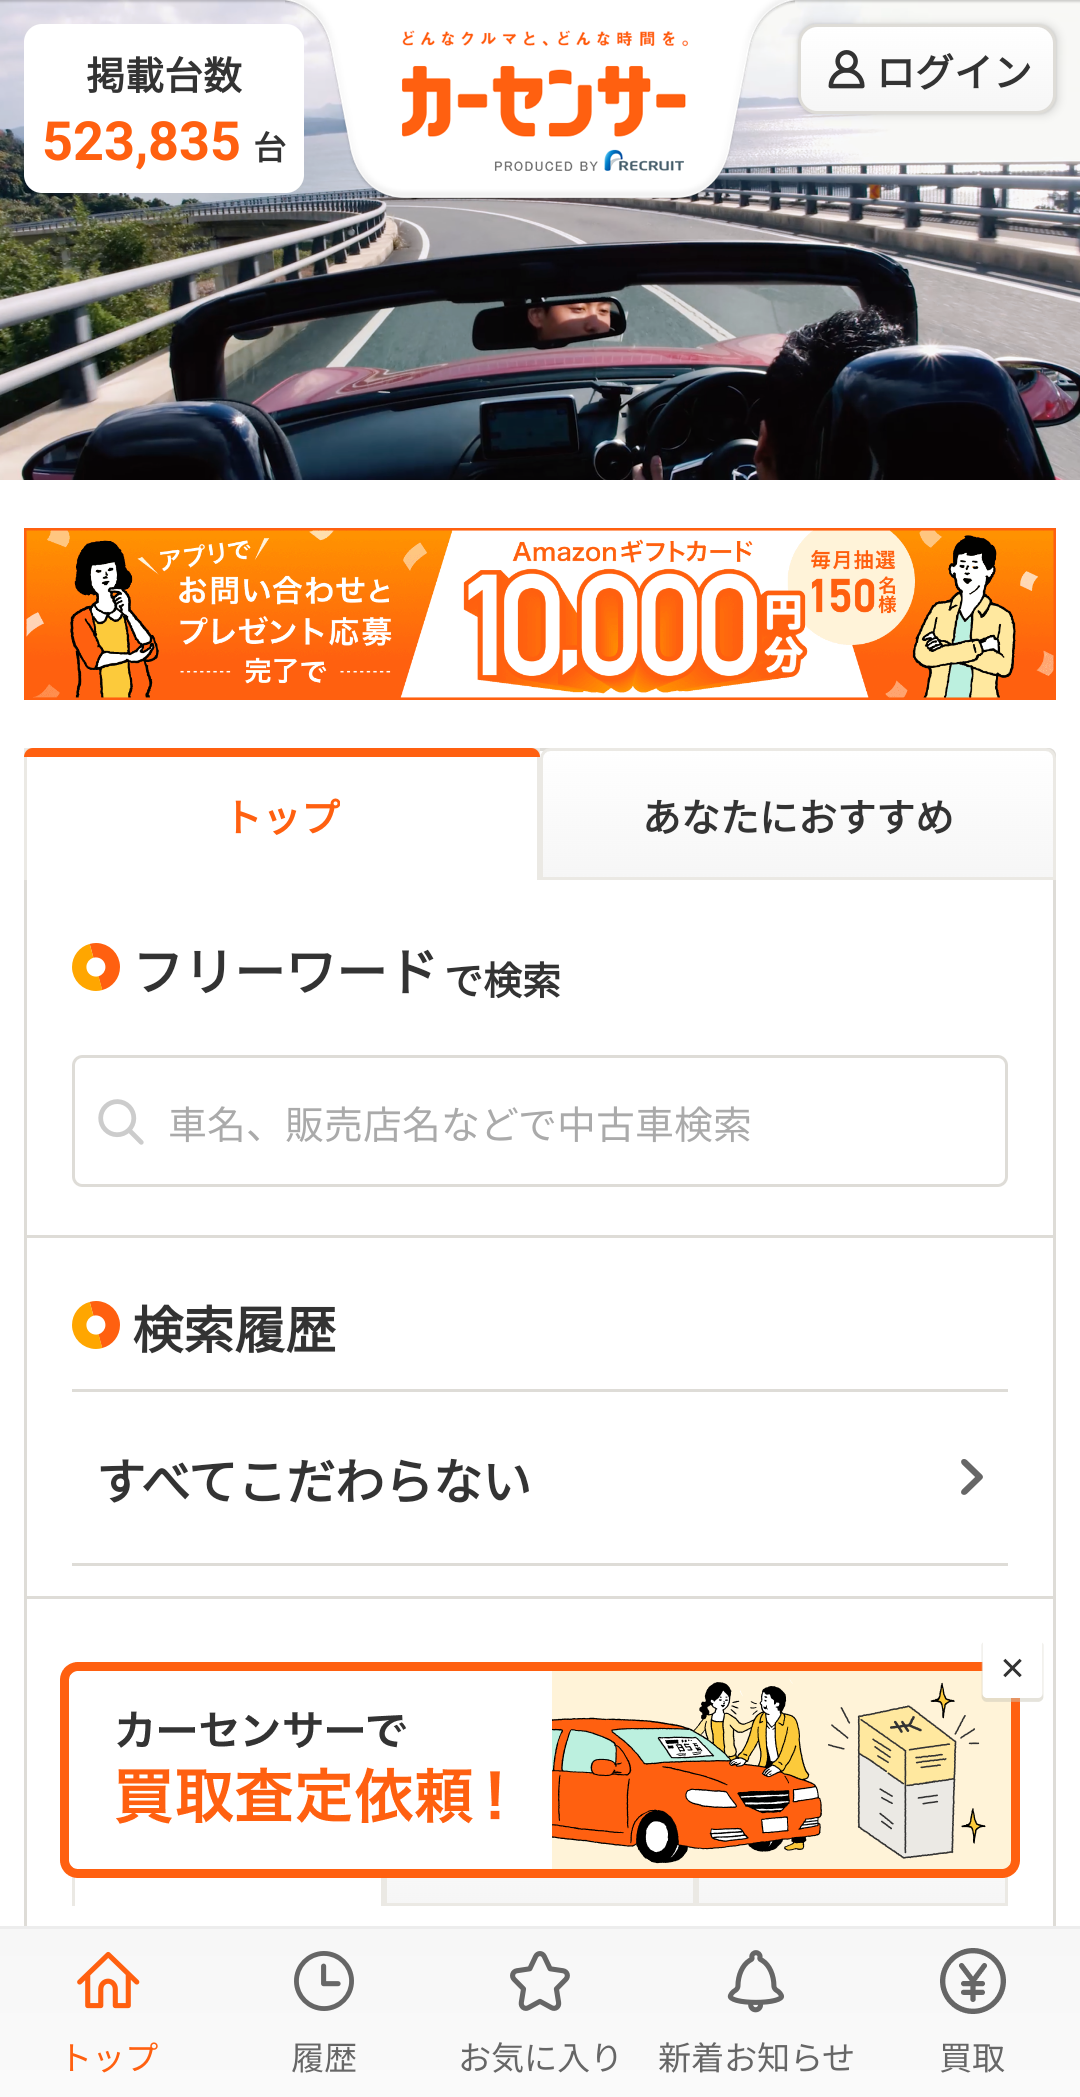 掲載台数
523,835 台
どんなクルマと、どんな時間を。
カーセンサー
PRODUCED BY RECRUIT
ログイン
アプリで
お問い合わせと
プレゼント応募
完了で
Amazonギフトカード
10,000円分
毎月抽選
150名様
トップ
あなたにおすすめ
フリーワードで検索
車名、販売店名などで中古車検索
検索履歴
すべてこだわらない
カーセンサーで
買取査定依頼！
トップ
履歴
お気に入り
新着お知らせ
買取